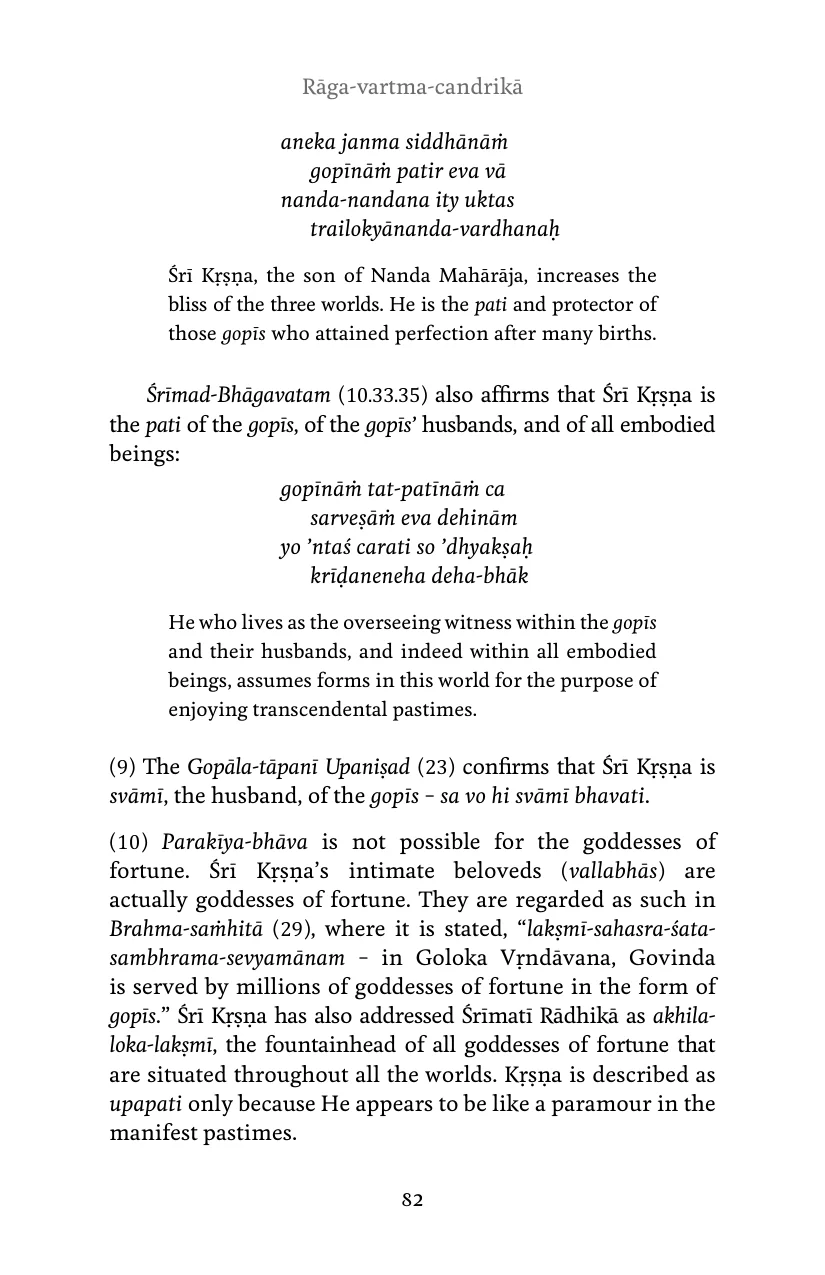 Rāga-vartma-candrikā
aneka janma siddhānāṁ
gopīnāṁ patir eva vā
nanda-nandana ity uktas
trailokyānanda-vardhanaḥ
Śrī Kṛṣṇa, the son of Nanda Mahārāja, increases the
bliss of the three worlds. He is the pati and protector of
those gopīs who attained perfection after many births.
Śrīmad-Bhāgavatam (10.33.35) also affirms that Śrī Kṛṣṇa is
the pati of the gopīs, of the gopīs’ husbands, and of all embodied
beings:
gopīnāṁ tat-patīnāṁ ca
sarveṣāṁ eva dehinām
yo ’ntaś carati so ’dhyakṣaḥ
krīḍaneneha deha-bhāk
He who lives as the overseeing witness within the gopīs
and their husbands, and indeed within all embodied
beings, assumes forms in this world for the purpose of
enjoying transcendental pastimes.
(9) The Gopāla-tāpanī Upaniṣad (23) confirms that Śrī Kṛṣṇa is
svāmī, the husband, of the gopīs – sa vo hi svāmī bhavati.
(10) Parakīya-bhāva is not possible for the goddesses of
fortune. Śrī Kṛṣṇa’s intimate beloveds (vallabhās) are
actually goddesses of fortune. They are regarded as such in
Brahma-saṁhitā (29), where it is stated, “lakṣmī-sahasra-śata-
sambhrama-sevyamānam – in Goloka Vṛndāvana, Govinda
is served by millions of goddesses of fortune in the form of
gopīs.” Śrī Kṛṣṇa has also addressed Śrīmatī Rādhikā as akhila-
loka-lakṣmī, the fountainhead of all goddesses of fortune that
are situated throughout all the worlds. Kṛṣṇa is described as
upapati only because He appears to be like a paramour in the
manifest pastimes.
82